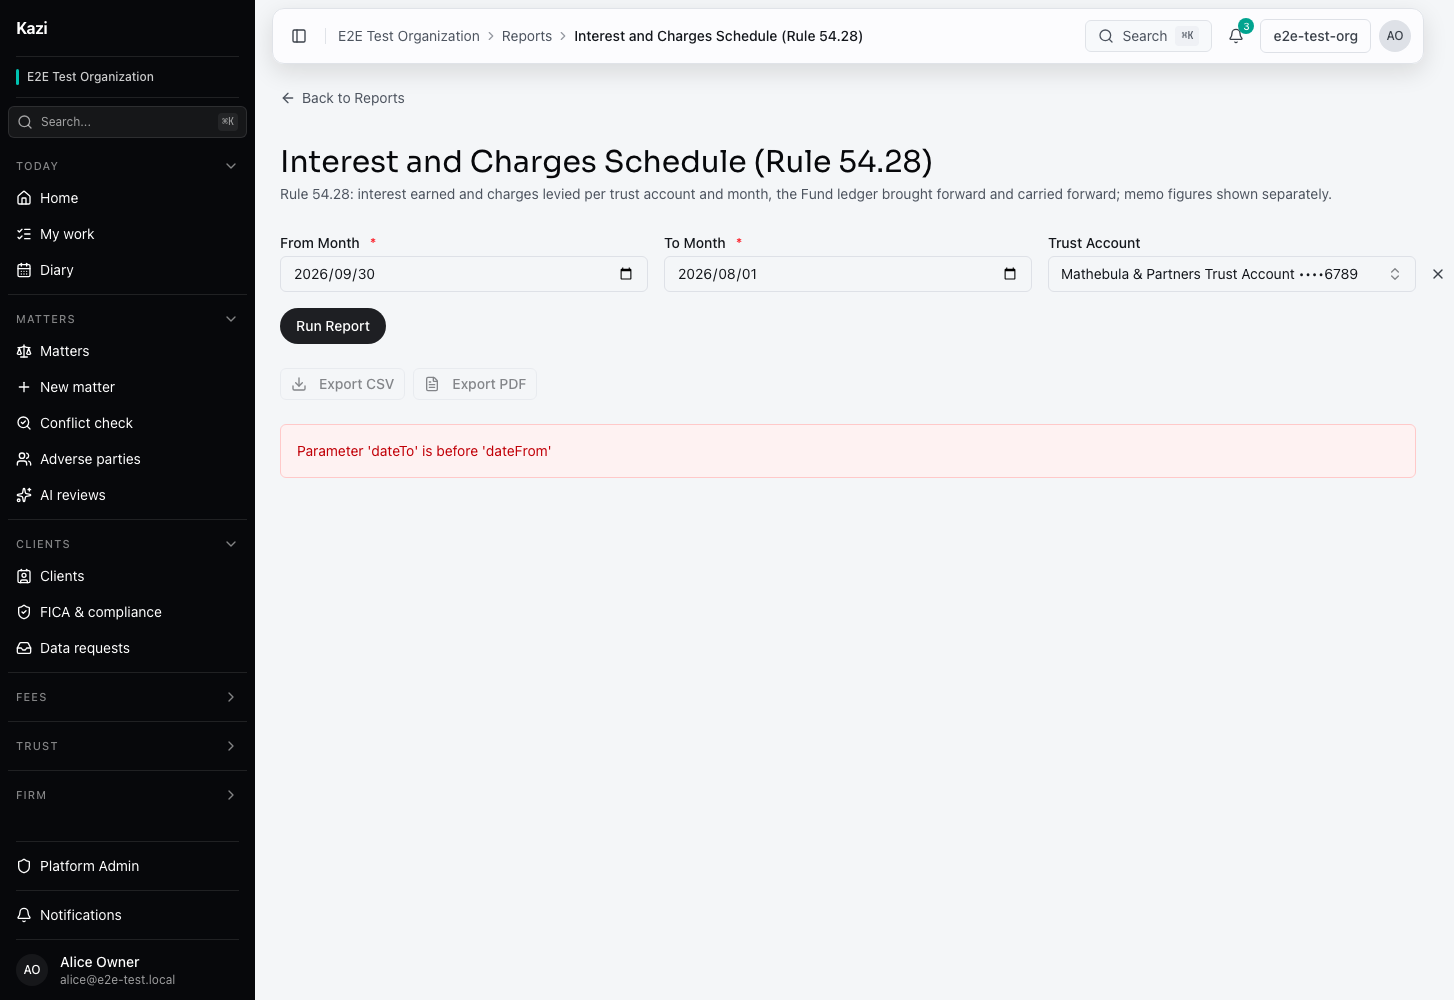 Kazi
E2E Test Organization
Search... ⌘K
TODAY
Home
My work
Diary
MATTERS
Matters
New matter
Conflict check
Adverse parties
AI reviews
CLIENTS
Clients
FICA & compliance
Data requests
FEES
TRUST
FIRM
Platform Admin
Notifications
AO Alice Owner
alice@e2e-test.local
E2E Test Organization > Reports > Interest and Charges Schedule (Rule 54.28)
Search ⌘K 3 e2e-test-org AO
Back to Reports
Interest and Charges Schedule (Rule 54.28)
Rule 54.28: interest earned and charges levied per trust account and month, the Fund ledger brought forward and carried forward; memo figures shown separately.
From Month * To Month * Trust Account
2026/09/30 2026/08/01 Mathebula & Partners Trust Account ••••6789
Run Report
Export CSV Export PDF
Parameter 'dateTo' is before 'dateFrom'